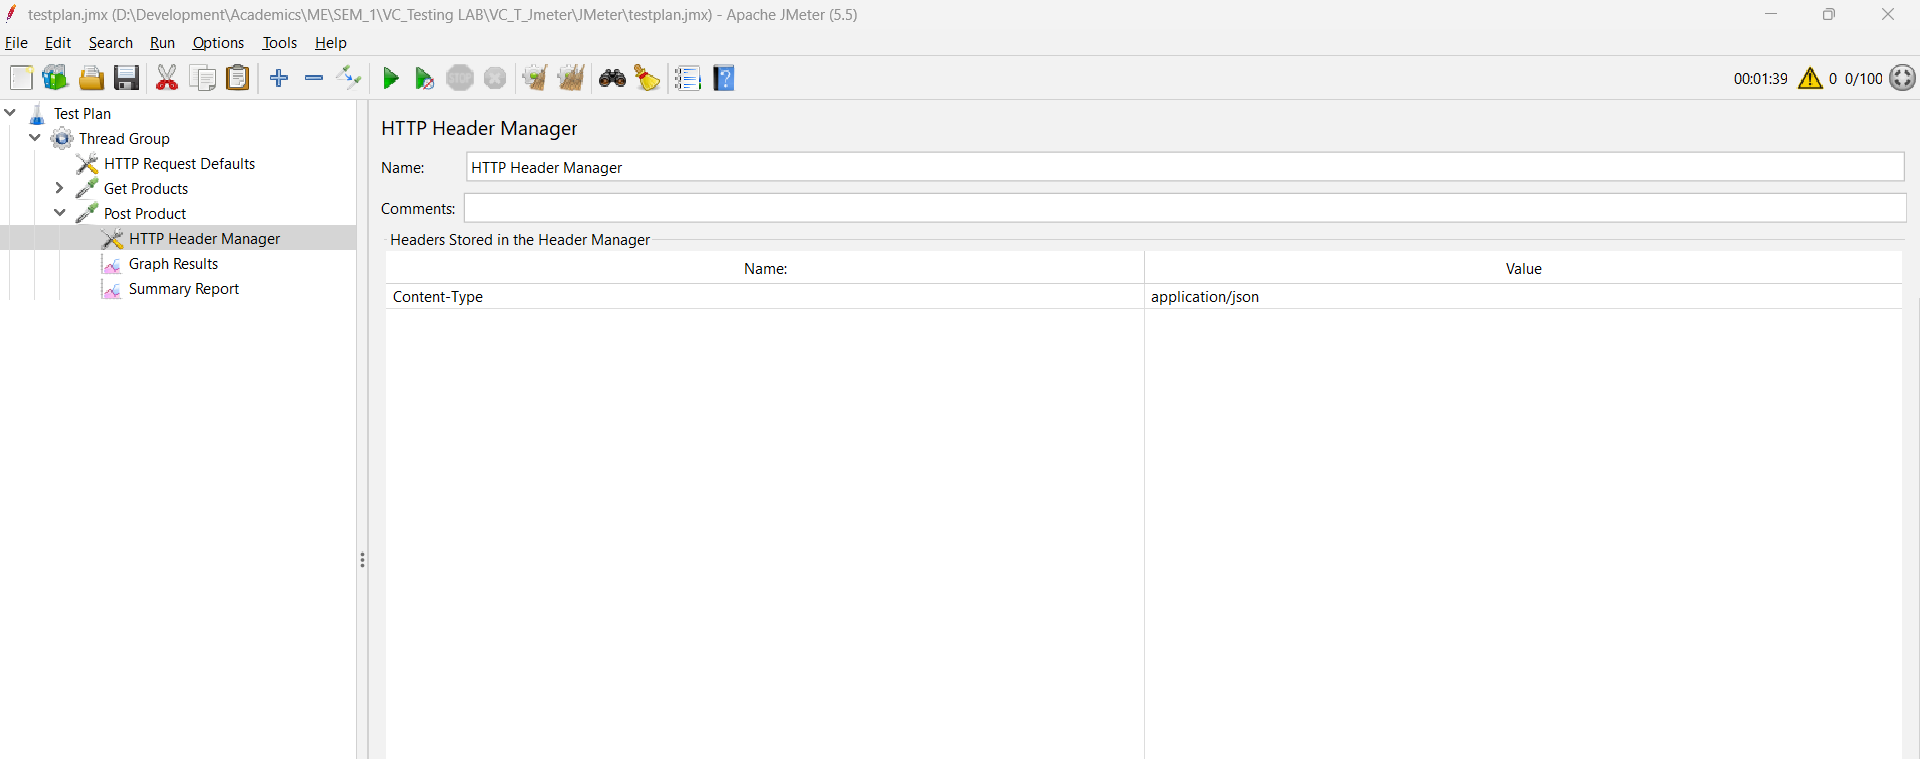 testplan.jmx (D:\Development\Academics\ME\SEM_1\VC_Testing LAB\VC_T_Jmeter\JMeter\testplan.jmx) - Apache JMeter (5.5)
File Edit Search Run Options Tools Help
STOP
00:01:39 0 0/100
Test Plan
Thread Group
HTTP Request Defaults
Get Products
Post Product
HTTP Header Manager
Graph Results
Summary Report
HTTP Header Manager
Name: HTTP Header Manager
Comments:
Headers Stored in the Header Manager
Name: Value
Content-Type application/json